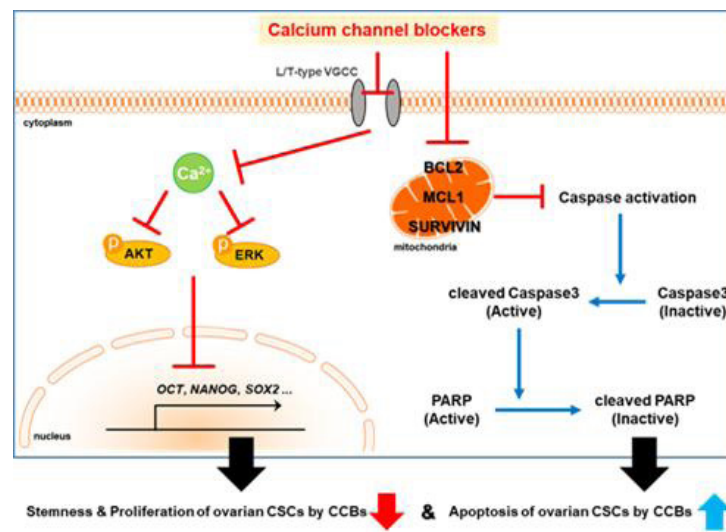 Calcium channel blockers
L/T-type VGCC
cytoplasm
Ca2+
p
AKT
p
ERK
BCL2
MCL1
SURVIVIN
mitochondria
Caspase activation
cleaved Caspase3
(Active)
Caspase3
(Inactive)
PARP
(Active)
cleaved PARP
(Inactive)
OCT, NANOG, SOX2 ...
nucleus
Stemness & Proliferation of ovarian CSCs by CCBs & Apoptosis of ovarian CSCs by CCBs